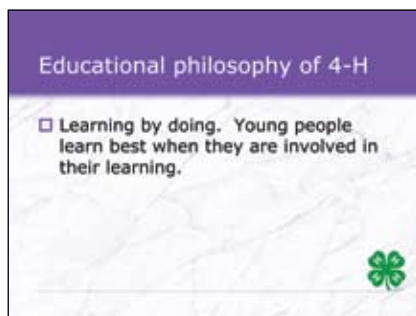 Educational philosophy of 4-H
Learning by doing.  Young people
learn best when they are involved in
their learning.
H H
H H